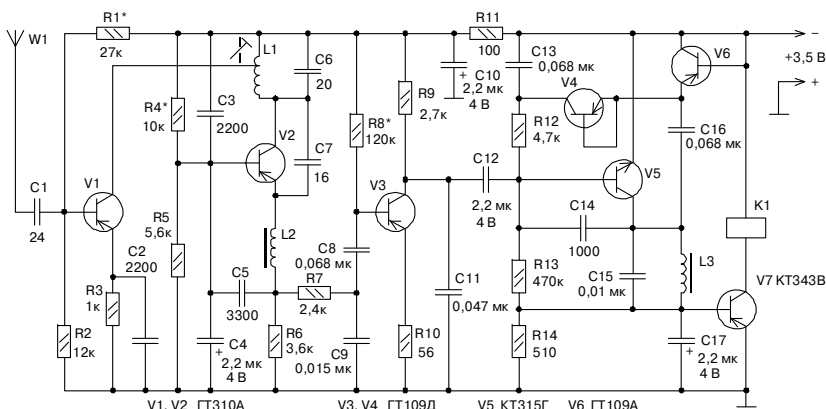 W1
R1*
27к
L1
R11
100
C13
0,068 мк
V6
−
+3,5 В
+
C6
20
C10
2,2 мк
4 В
+
V4
R4*
10к
C3
2200
V2
R8*
120к
R9
2,7к
R12
4,7к
C16
0,068 мк
C7
16
C1
24
V1
V3
C12
2,2 мк
4 В
V5
K1
R5
5,6к
C2
2200
L2
C8
0,068 мк
C14
1000
R3
1к
C5
3300
R7
2,4к
C11
0,047 мк
R13
470к
C15
0,01 мк
L3
V7 КТ343В
R2
12к
C4
+
2,2 мк
4 В
R6
3,6к
C9
0,015 мк
R10
56
R14
510
C17
+
2,2 мк
4 В
V1, V2 ГТ310А
V3, V4 ГТ109Д
V5 КТ315Г
V6 ГТ109А